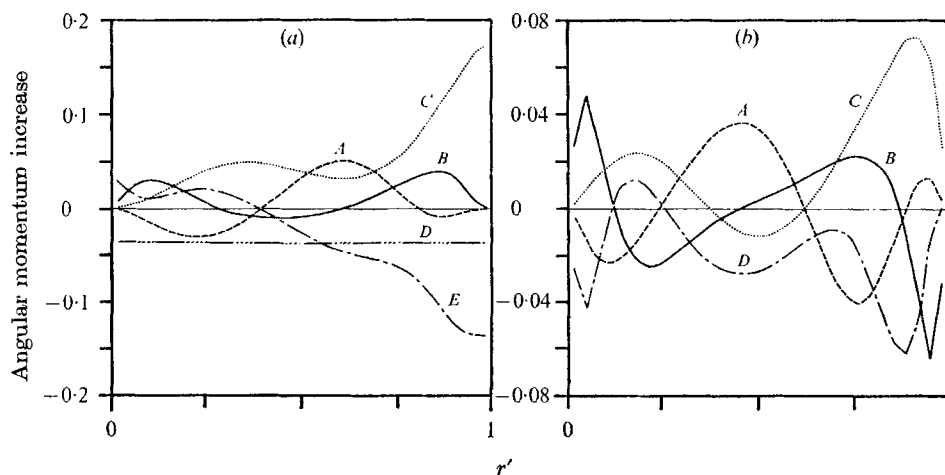 Angular momentum increase
0·2
0·1
0
−0·1
−0·2
(a)
A
B
C
D
E
0
1
0·08
0·04
0
−0·04
−0·08
(b)
A
B
C
D
0
r'